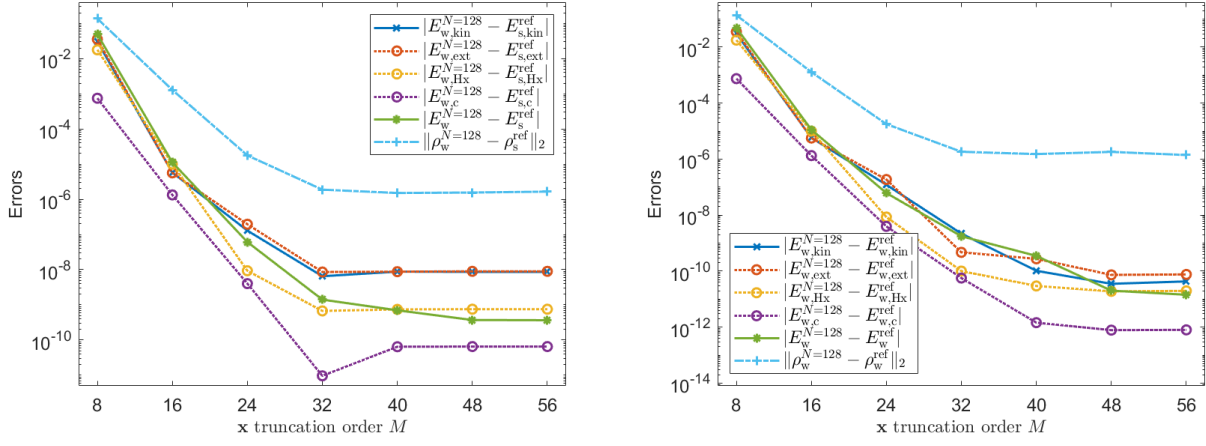 Errors
10^{-2}
10^{-4}
10^{-6}
10^{-8}
10^{-10}
|E_{w,kin}^{N=128} − E_{s,kin}^{ref}|
|E_{w,ext}^{N=128} − E_{s,ext}^{ref}|
|E_{w,Hx}^{N=128} − E_{s,Hx}^{ref}|
|E_{w,c}^{N=128} − E_{s,c}^{ref}|
|E_{w}^{N=128} − E_{s}^{ref}|
‖ρ_{w}^{N=128} − ρ_{s}^{ref}‖_2
8 16 24 32 40 48 56
x truncation order M
Errors
10^{-2}
10^{-4}
10^{-6}
10^{-8}
10^{-10}
10^{-12}
10^{-14}
|E_{w,kin}^{N=128} − E_{w,kin}^{ref}|
|E_{w,ext}^{N=128} − E_{w,ext}^{ref}|
|E_{w,Hx}^{N=128} − E_{w,Hx}^{ref}|
|E_{w,c}^{N=128} − E_{w,c}^{ref}|
|E_{w}^{N=128} − E_{w}^{ref}|
‖ρ_{w}^{N=128} − ρ_{w}^{ref}‖_2
8 16 24 32 40 48 56
x truncation order M